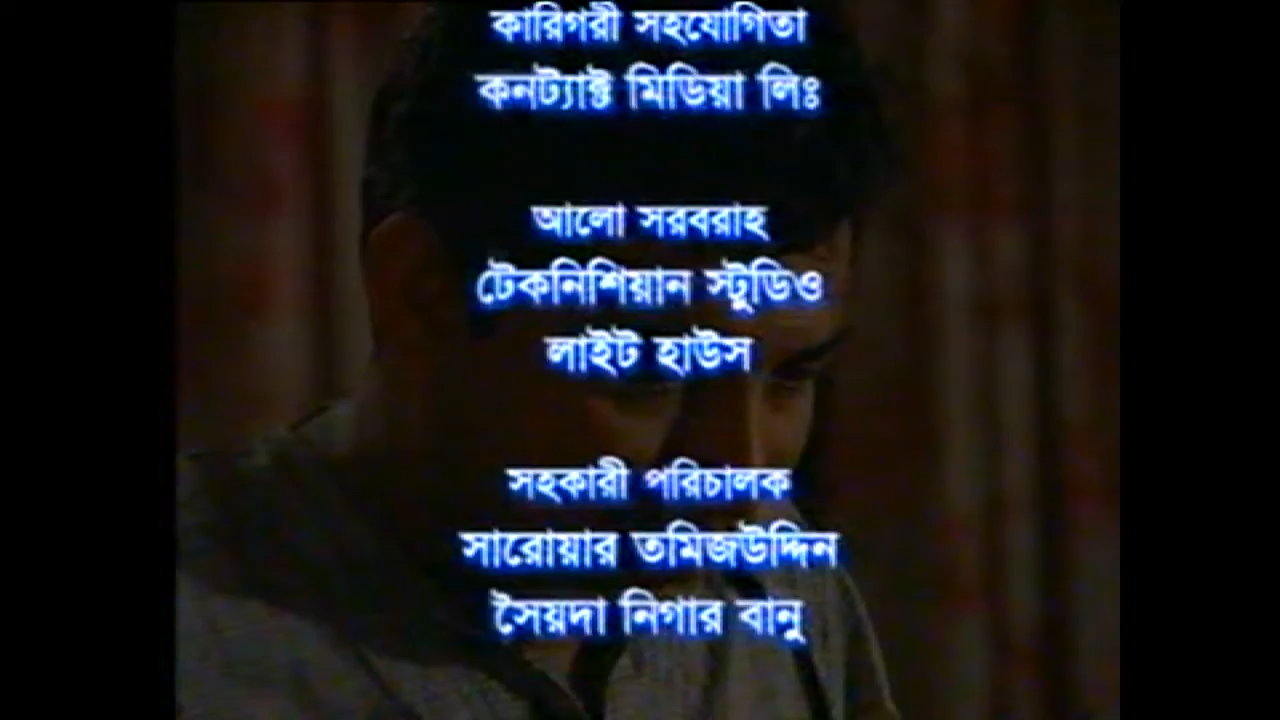 কারিগরী সহযোগিতা
কনট্যাক্ট মিডিয়া লিঃ
আলো সরবরাহ
টেকনিশিয়ান স্টুডিও
লাইট হাউস
সহকারী পরিচালক
সারোয়ার তমিজউদ্দিন
সৈয়দা নিগার বানু